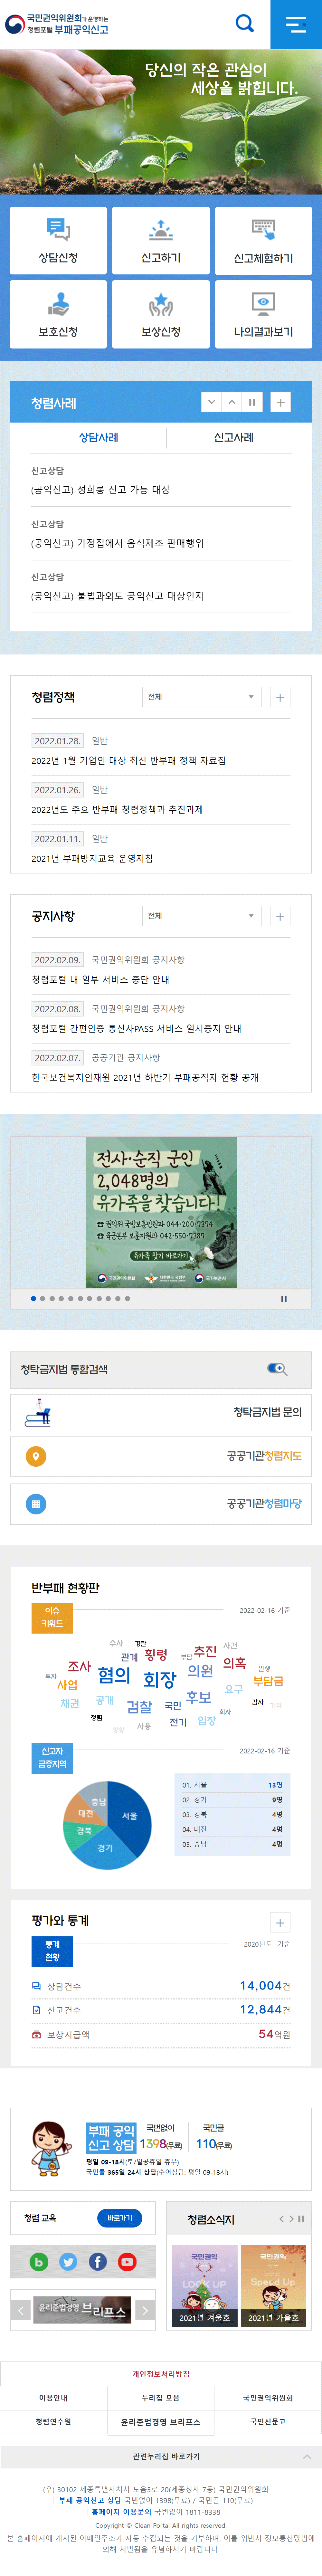 국민권익위원회가 운영하는
청렴포털 부패공익신고
당신의 작은 관심이
세상을 밝힙니다.
상담신청
신고하기
신고체험하기
보호신청
보상신청
나의결과보기
청렴사례
상담사례
신고사례
신고상담
(공익신고) 성희롱 신고 가능 대상
신고상담
(공익신고) 가정집에서 음식제조 판매행위
신고상담
(공익신고) 불법과외도 공익신고 대상인지
청렴정책
전체
2022.01.28. 일반
2022년 1월 기업인 대상 최신 반부패 정책 자료집
2022.01.26. 일반
2022년도 주요 반부패 청렴정책과 추진과제
2022.01.11. 일반
2021년 부패방지교육 운영지침
공지사항
전체
2022.02.09. 국민권익위원회 공지사항
청렴포털 내 일부 서비스 중단 안내
2022.02.08. 국민권익위원회 공지사항
청렴포털 간편인증 통신사PASS 서비스 일시중지 안내
2022.02.07. 공공기관 공지사항
한국보건복지인재원 2021년 하반기 부패공직자 현황 공개
전사·순직 군인
2,048명의
유가족을 찾습니다!
☎ 권익위 국방보훈민원과 044-200-7374
☎ 육군본부 보훈지원과 042-550-7387
유가족 찾기 바로가기
국민권익위원회
대한민국 육군
국가보훈처
청탁금지법 통합검색
청탁금지법 문의
공공기관청렴지도
공공기관청렴마당
반부패 현황판
이슈
키워드
2022-02-16 기준
수사
경찰
관계
횡령
부당
추진
사건
투자
조사
혐의
회장
의원
의혹
발생
사업
부담금
채권
공개
검찰
국민
후보
요구
감사
기업
청렴
사용
전기
입장
회사
신고자
급증지역
2022-02-16 기준
서울
경기
경북
대전
충남
01. 서울 13명
02. 경기 9명
03. 경북 4명
04. 대전 4명
05. 충남 4명
평가와 통계
통계
현황
2020년도 기준
상담건수 14,004건
신고건수 12,844건
보상지급액 54억원
부패 공익
신고 상담
국번없이
1398(무료)
국민콜
110(무료)
평일 09-18시(토/일공휴일 휴무)
국민콜 365일 24시 상담(수어상담: 평일 09-18시)
청렴 교육
바로가기
윤리준법경영 브리프스
청렴소식지
국민권익
2021년 겨울호
국민권익
2021년 가을호
개인정보처리방침
이용안내
누리집 모음
국민권익위원회
청렴연수원
윤리준법경영 브리프스
국민신문고
관련누리집 바로가기
(우) 30102 세종특별자치시 도움5로 20(세종청사 7동) 국민권익위원회
부패 공익신고 상담 국번없이 1398(무료) / 국민콜 110(무료)
홈페이지 이용문의 국번없이 1811-8338
Copyright © Clean Portal All rights reserved.
본 홈페이지에 게시된 이메일주소가 자동 수집되는 것을 거부하며, 이를 위반시 정보통신망법에
의해 처벌됨을 유념하시기 바랍니다.